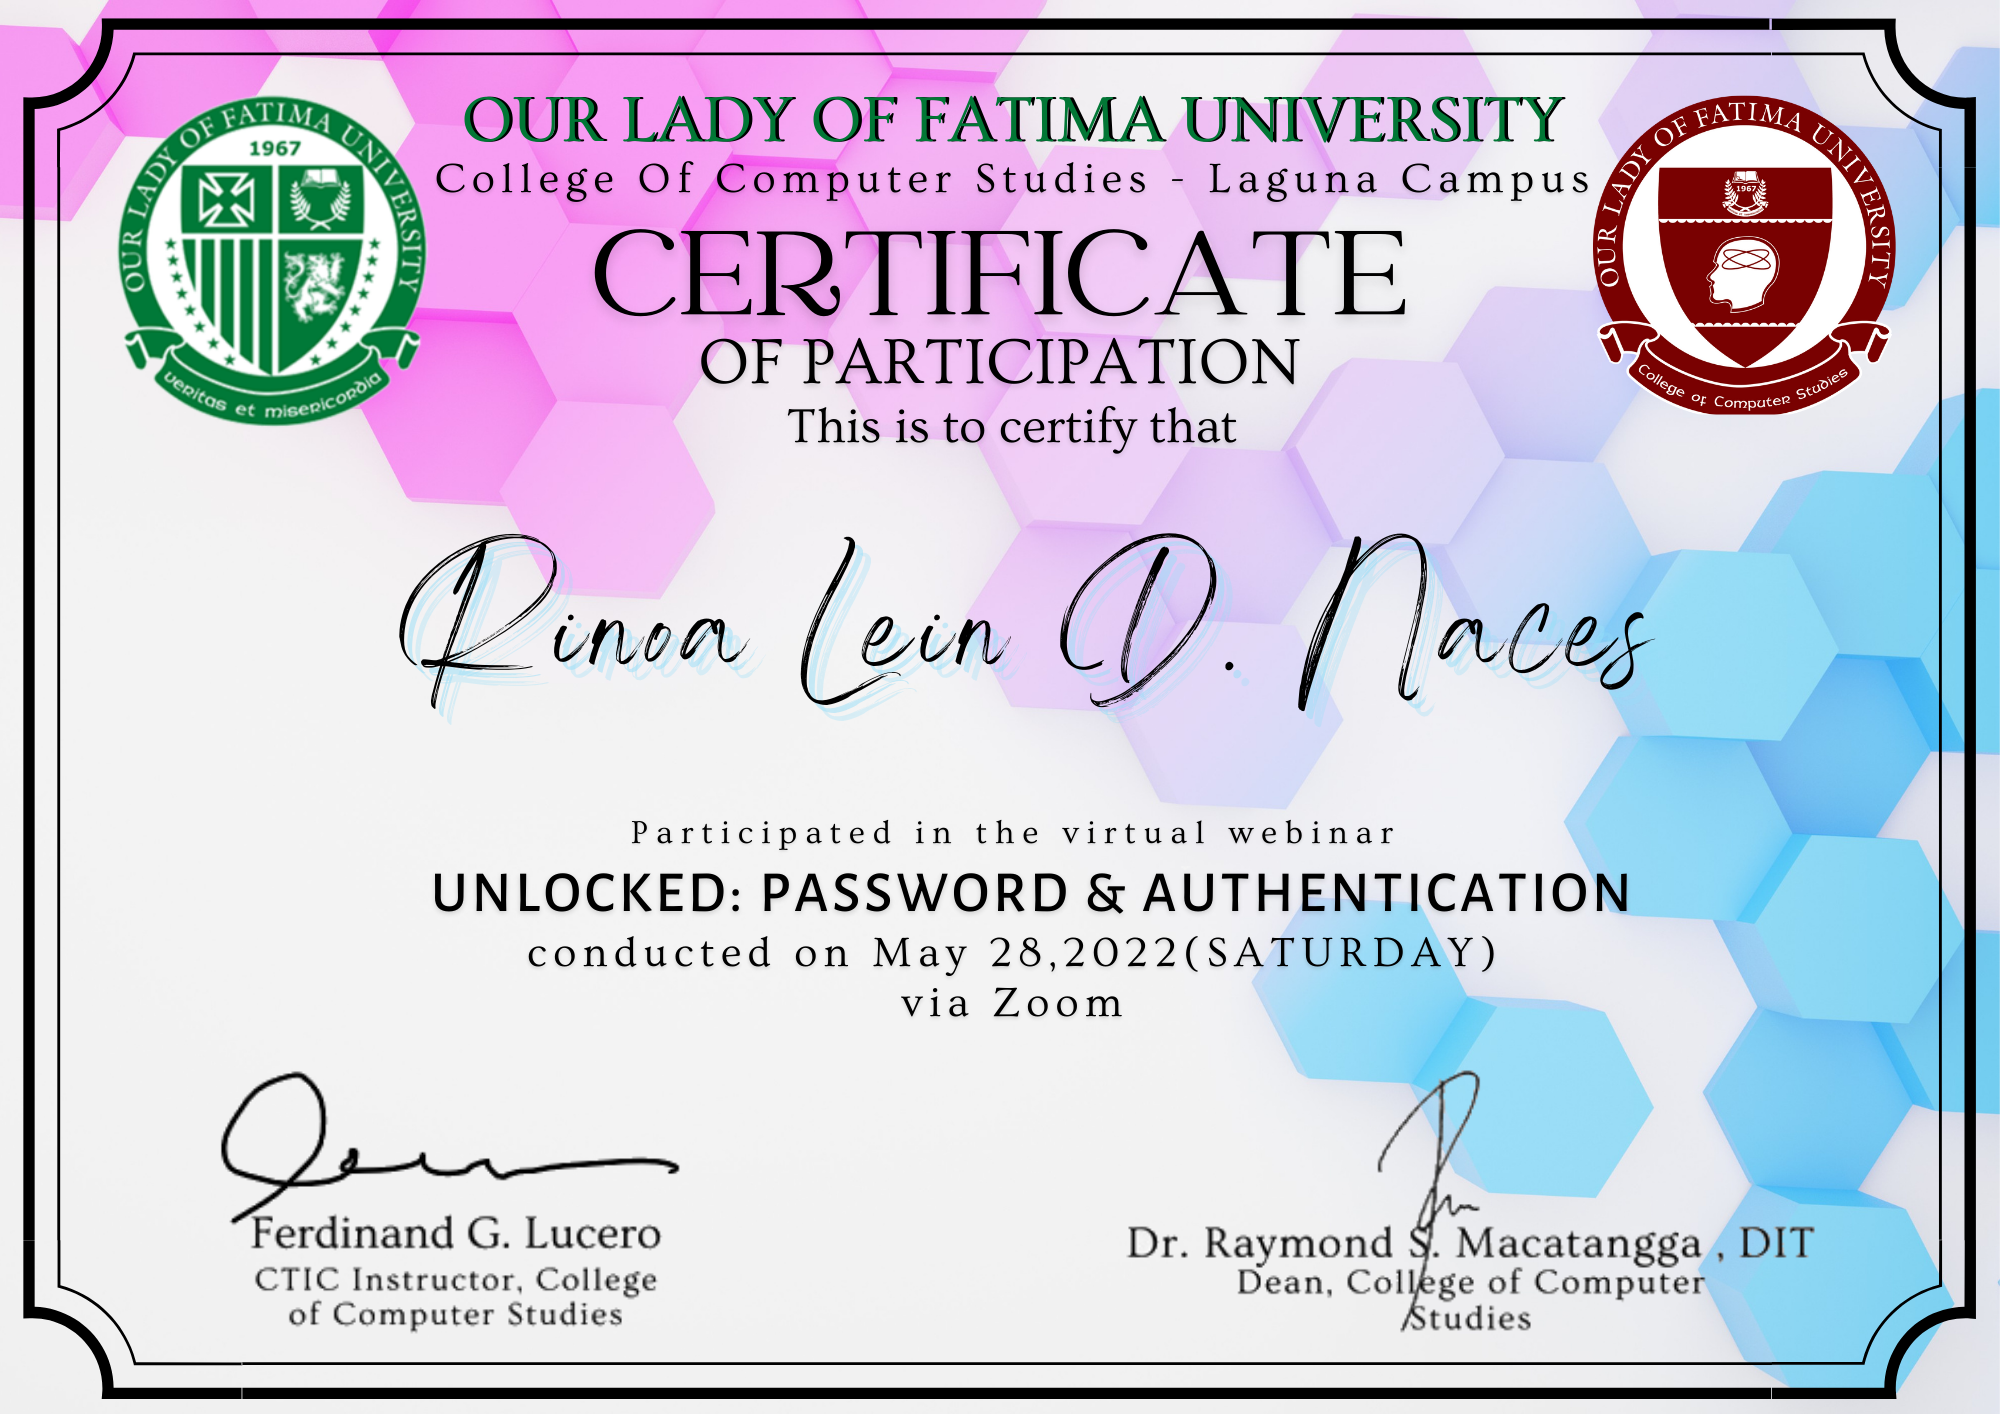 OUR LADY OF FATIMA UNIVERSITY
College Of Computer Studies - Laguna Campus
OUR LADY OF FATIMA UNIVERSITY
1967
veritas et misericordia
OUR LADY OF FATIMA UNIVERSITY
1967
College of Computer Studies
CERTIFICATE
OF PARTICIPATION
This is to certify that
Rinoa Lein D. Naces
Participated in the virtual webinar
UNLOCKED: PASSWORD & AUTHENTICATION
conducted on May 28,2022(SATURDAY)
via Zoom
Ferdinand G. Lucero
CTIC Instructor, College
of Computer Studies
Dr. Raymond S. Macatangga , DIT
Dean, College of Computer
Studies